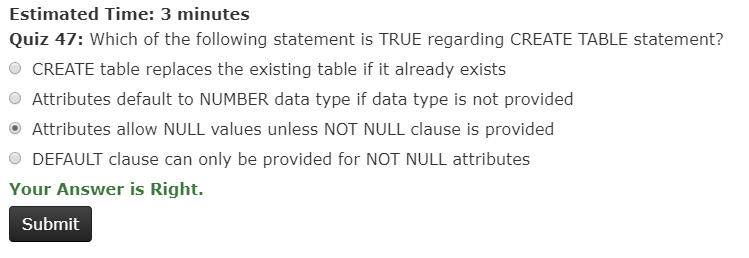 Estimated Time: 3 minutes
Quiz 47: Which of the following statement is TRUE regarding CREATE TABLE statement?
CREATE table replaces the existing table if it already exists
Attributes default to NUMBER data type if data type is not provided
Attributes allow NULL values unless NOT NULL clause is provided
DEFAULT clause can only be provided for NOT NULL attributes
Your Answer is Right.
Submit